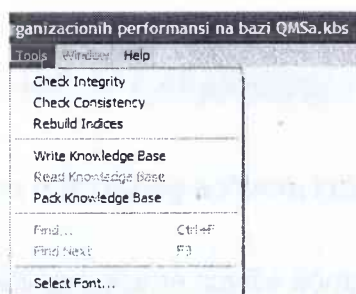 ganizacionih performansi na bazi QMSa.kbs
Tools Window Help
Check Integrity
Check Consistency
Rebuild Indices
Write Knowledge Base
Read Knowledge Base
Pack Knowledge Base
Find... Ctrl+F
Find Next F3
Select Font...